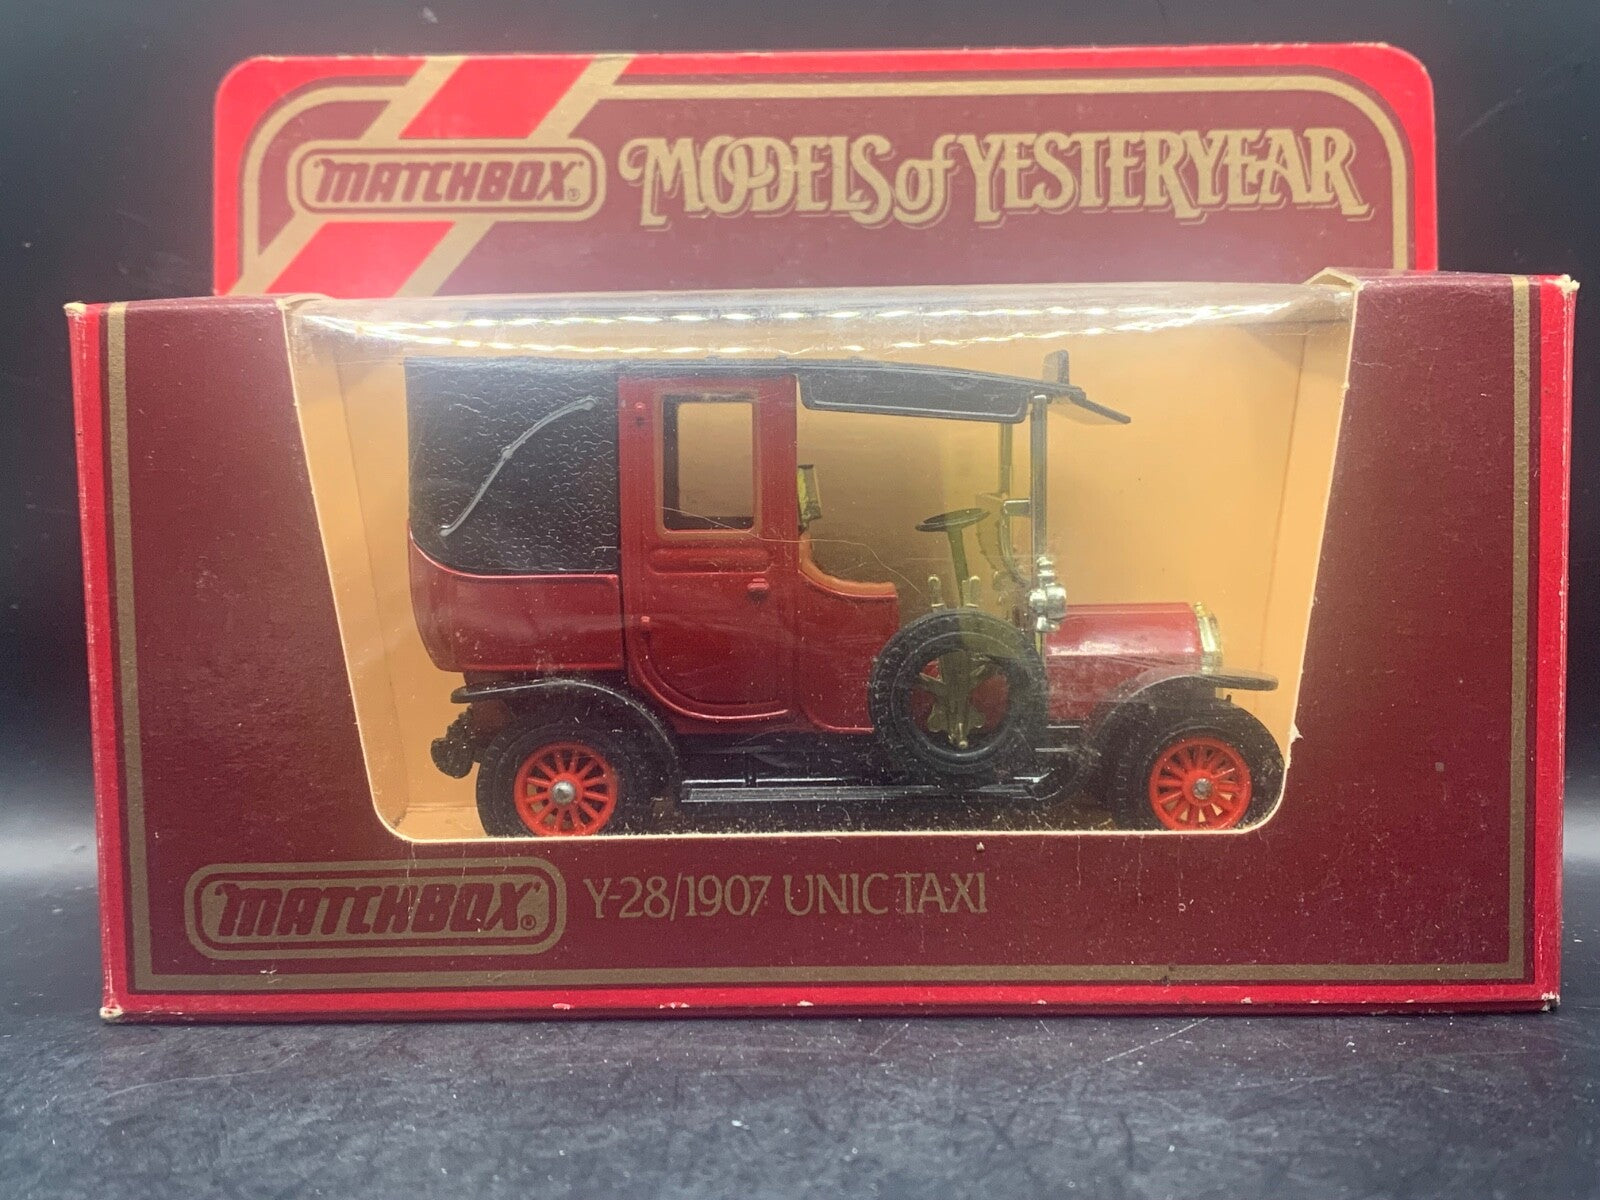 MATCHBOX® MODELS of YESTERYEAR
MATCHBOX® Y-28/1907 UNIC TAXI